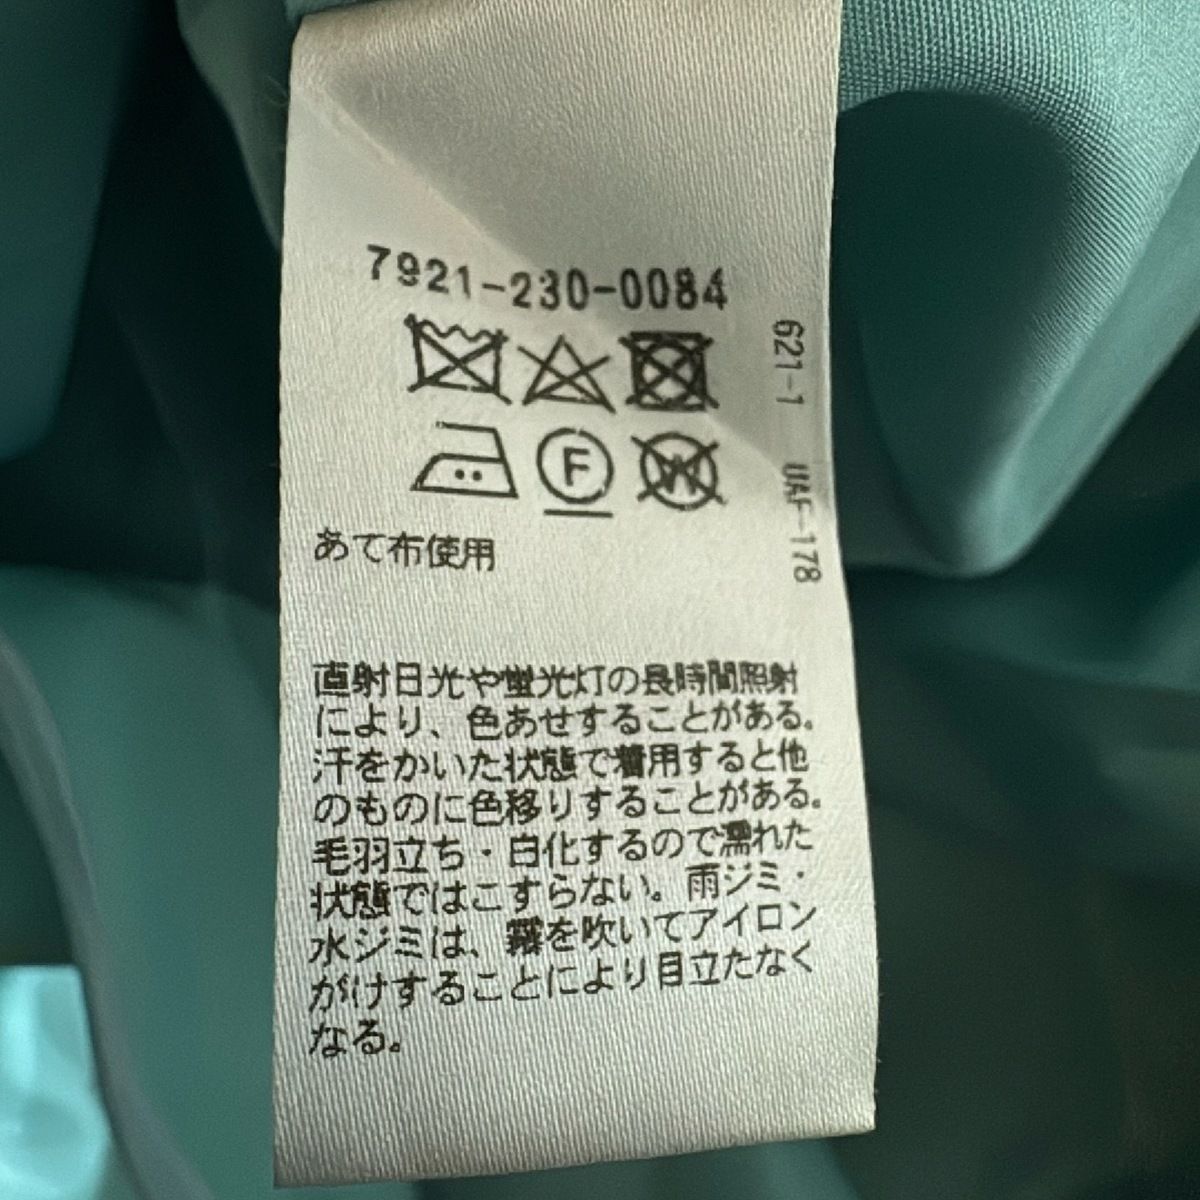 7921-230-0084
F
W
あて布使用
直射日光や蛍光灯の長時間照射
により、色あせすることがある。
汗をかいた状態で着用すると他
のものに色移りすることがある。
毛羽立ち・白化するので濡れた
状態ではこすらない。雨ジミ・
水ジミは、霧を吹いてアイロン
がけすることにより目立たなく
なる。
621-1 UAF-178